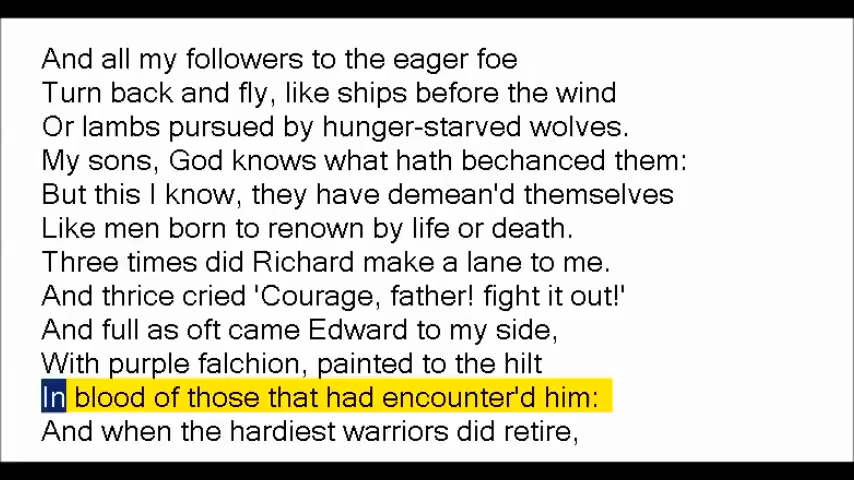 And all my followers to the eager foe
Turn back and fly, like ships before the wind
Or lambs pursued by hunger-starved wolves.
My sons, God knows what hath bechanced them:
But this I know, they have demean'd themselves
Like men born to renown by life or death.
Three times did Richard make a lane to me.
And thrice cried 'Courage, father! fight it out!'
And full as oft came Edward to my side,
With purple falchion, painted to the hilt
In blood of those that had encounter'd him:
And when the hardiest warriors did retire,